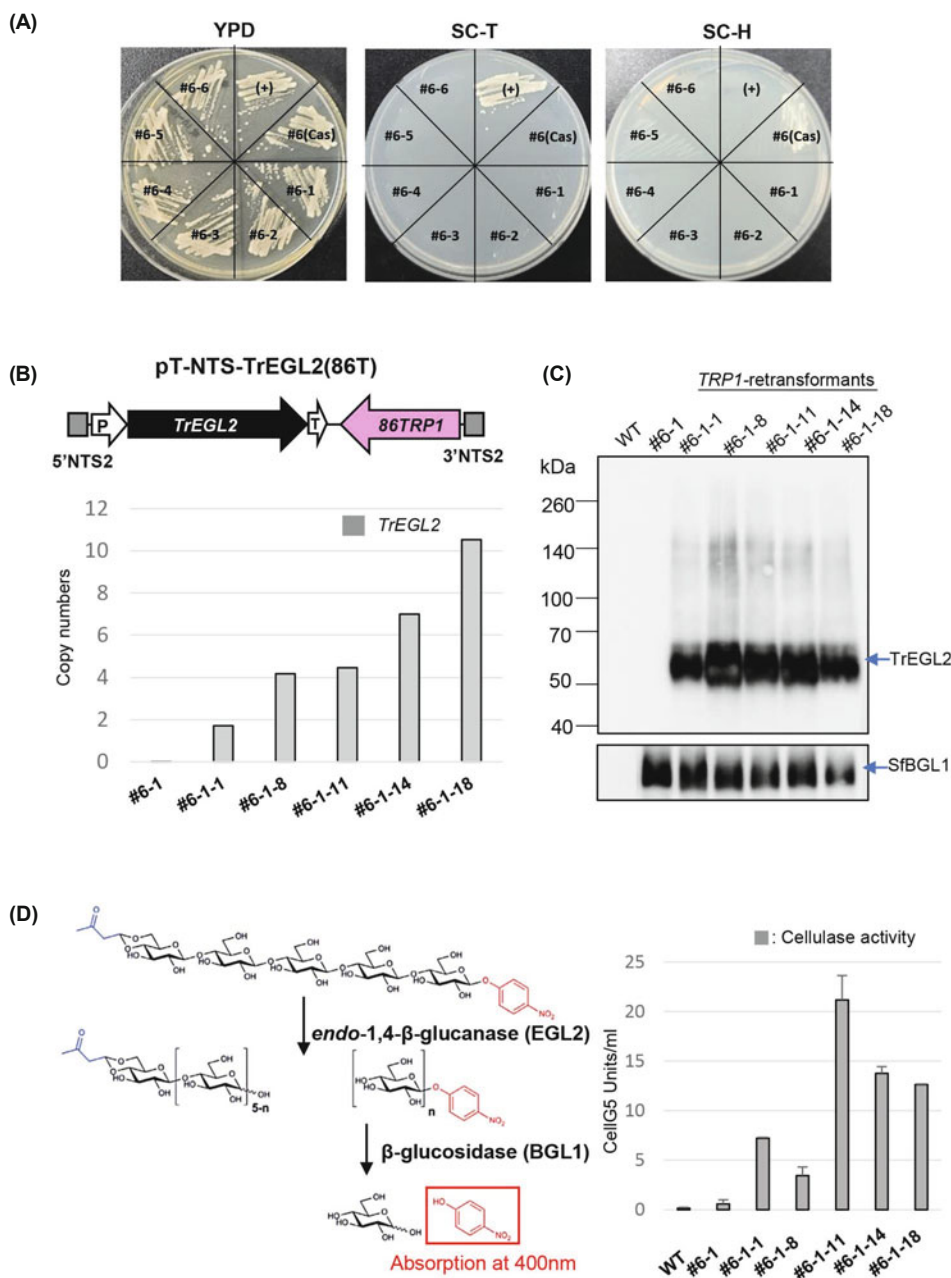 (A)
YPD
SC-T
SC-H
#6-6
(+)
#6(Cas)
#6-5
#6-4
#6-1
#6-3
#6-2
#6-6
(+)
#6(Cas)
#6-5
#6-4
#6-1
#6-3
#6-2
#6-6
(+)
#6(Cas)
#6-5
#6-4
#6-1
#6-3
#6-2
(B)
pT-NTS-TrEGL2(86T)
P
TrEGL2
T
86TRP1
5'NTS2
3'NTS2
TrEGL2
Copy numbers
12
10
8
6
4
2
0
#6-1
#6-1-1
#6-1-8
#6-1-11
#6-1-14
#6-1-18
(C)
TRP1-retransformants
WT
#6-1
#6-1-1
#6-1-8
#6-1-11
#6-1-14
#6-1-18
kDa
260
140
100
70
50
40
TrEGL2
SfBGL1
(D)
endo-1,4-β-glucanase (EGL2)
5-n
n
β-glucosidase (BGL1)
Absorption at 400nm
: Cellulase activity
CellG5 Units/ml
25
20
15
10
5
0
WT
#6-1
#6-1-1
#6-1-8
#6-1-11
#6-1-14
#6-1-18